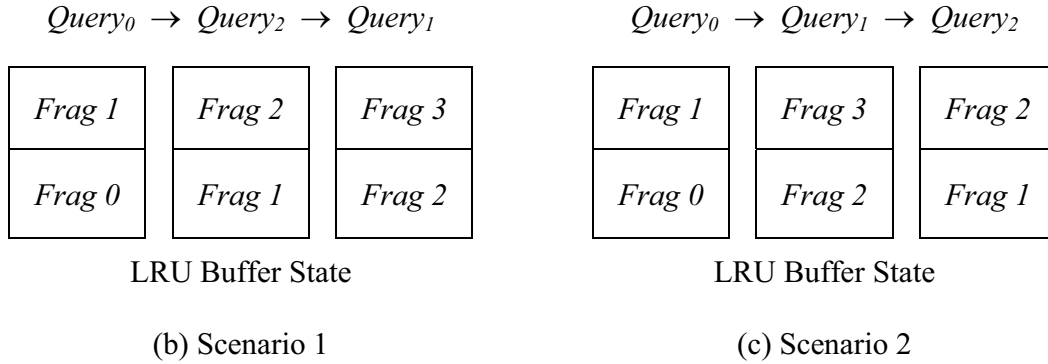 Query₀ → Query₂ → Query₁
Frag 1 Frag 2 Frag 3
Frag 0 Frag 1 Frag 2
LRU Buffer State
(b) Scenario 1
Query₀ → Query₁ → Query₂
Frag 1 Frag 3 Frag 2
Frag 0 Frag 2 Frag 1
LRU Buffer State
(c) Scenario 2